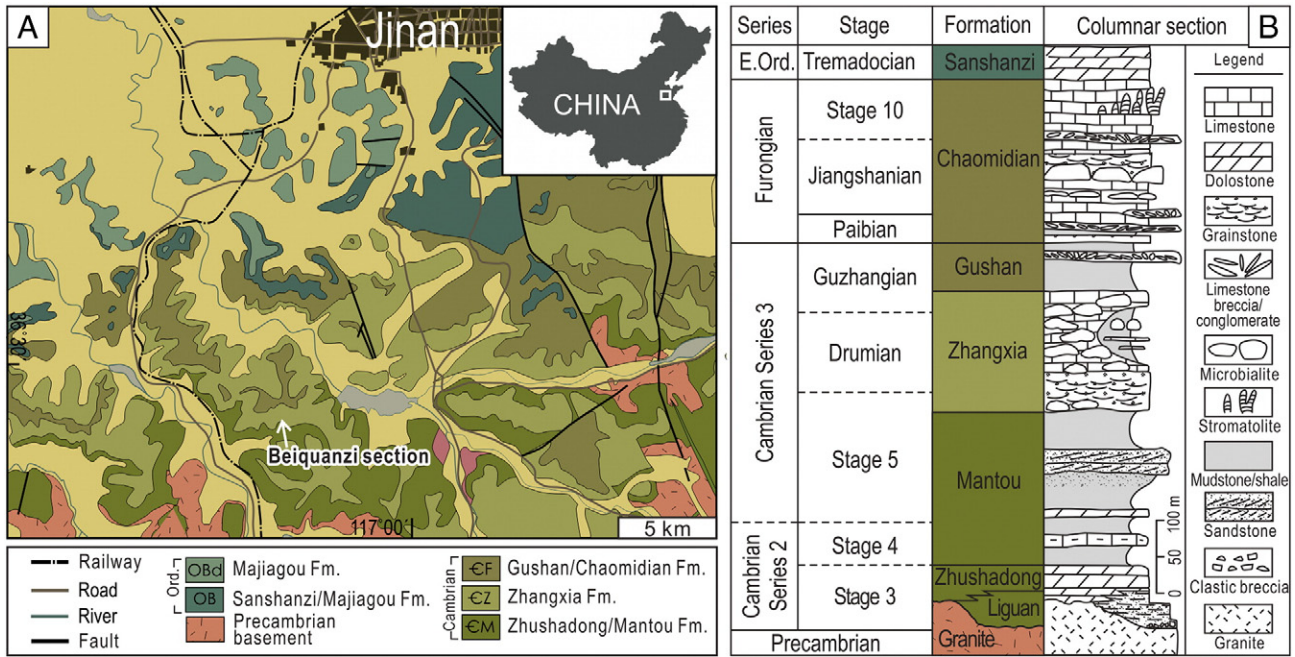 A
Jinan
CHINA
36°30'
Beiquanzi section
117°00'
5 km
Railway
Road
River
Fault
Ord.
OBd Majiagou Fm.
OB Sanshanzi/Majiagou Fm.
Precambrian
basement
Cambrian
ЄF Gushan/Chaomidian Fm.
ЄZ Zhangxia Fm.
ЄM Zhushadong/Mantou Fm.
B
Series Stage Formation Columnar section
E.Ord. Tremadocian Sanshanzi
Furongian
Stage 10
Jiangshanian
Paibian
Chaomidian
Cambrian Series 3
Guzhangian
Drumian
Stage 5
Gushan
Zhangxia
Mantou
Cambrian
Series 2
Stage 4
Stage 3
Zhushadong
Liguan
Precambrian
Granite
100 m
50
0
Legend
Limestone
Dolostone
Grainstone
Limestone
breccia/
conglomerate
Microbialite
Stromatolite
Mudstone/shale
Sandstone
Clastic breccia
Granite